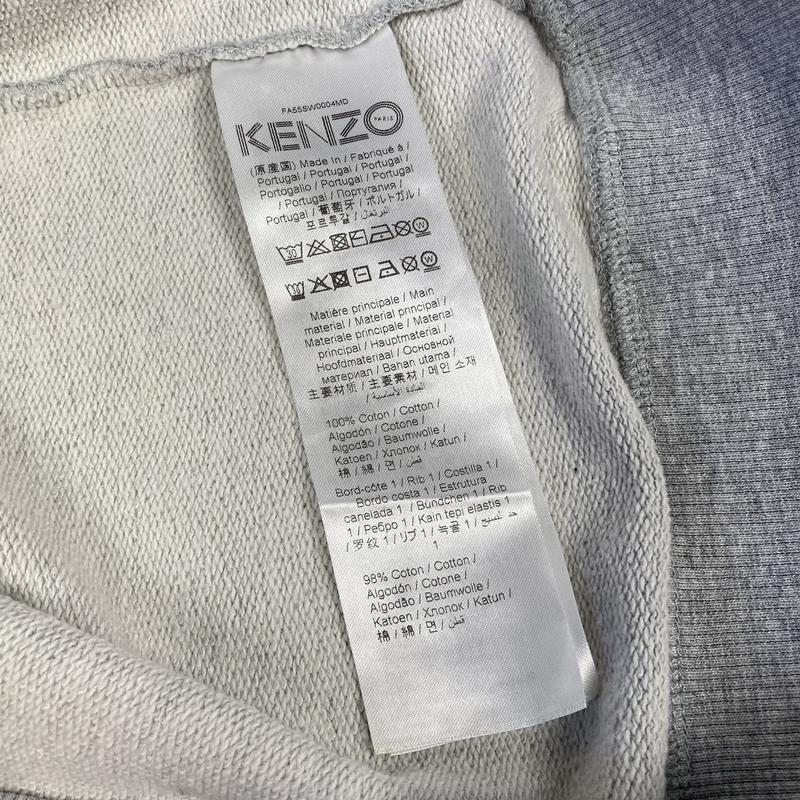 FA55SW0004MD
KENZO
PARIS
(原産国) Made In / Fabriqué à /
Portugal / Portugal / Portugal /
Portogallo / Portugal / Portugal
/ Portugal / Португалия /
Portugal / 葡萄牙 / ポルトガル /
포르투갈 / البرتغال
30 W
W
Matière principale / Main
material / Material principal /
Materiale principale / Material
principal / Hauptmaterial /
Hoofdmateriaal / Основной
материал / Bahan utama /
主要材质 / 主要素材 / 메인 소재
/ المادة الأساسية
100% Coton / Cotton /
Algodón / Cotone /
Algodão / Baumwolle /
Katoen / Хлопок / Katun /
棉 / 綿 / 면 / قطن
Bord-côte 1 / Rib 1 / Costilla 1 /
Bordo costa 1 / Estrutura
canelada 1 / Bündchen 1 / Rib
1 / Ребро 1 / Kain tepi elastis 1
/ 罗纹 1 / リブ 1 / 늑골 1 /
1
98% Coton / Cotton /
Algodón / Cotone /
Algodão / Baumwolle /
Katoen / Хлопок / Katun /
棉 / 綿 / 면 / قطن